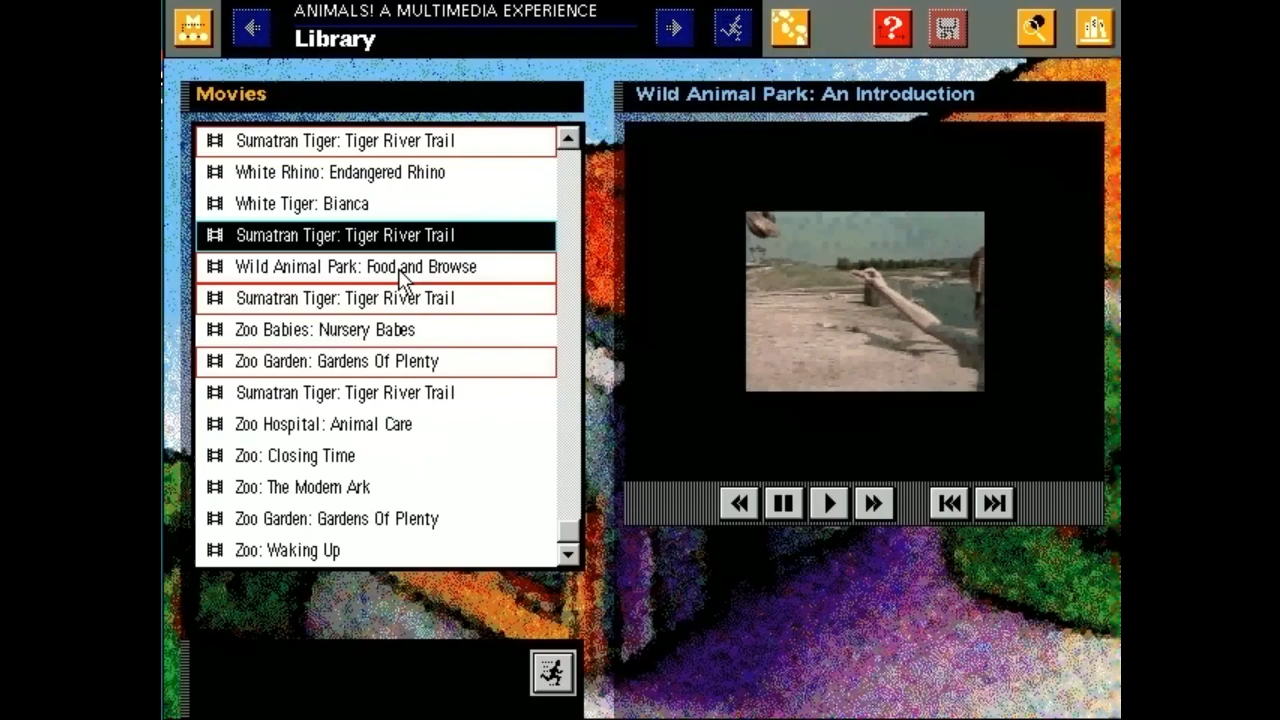 ANIMALS! A MULTIMEDIA EXPERIENCE
Library
?
Movies
Sumatran Tiger: Tiger River Trail
White Rhino: Endangered Rhino
White Tiger: Bianca
Sumatran Tiger: Tiger River Trail
Wild Animal Park: Food and Browse
Sumatran Tiger: Tiger River Trail
Zoo Babies: Nursery Babes
Zoo Garden: Gardens Of Plenty
Sumatran Tiger: Tiger River Trail
Zoo Hospital: Animal Care
Zoo: Closing Time
Zoo: The Modern Ark
Zoo Garden: Gardens Of Plenty
Zoo: Waking Up
Wild Animal Park: An Introduction